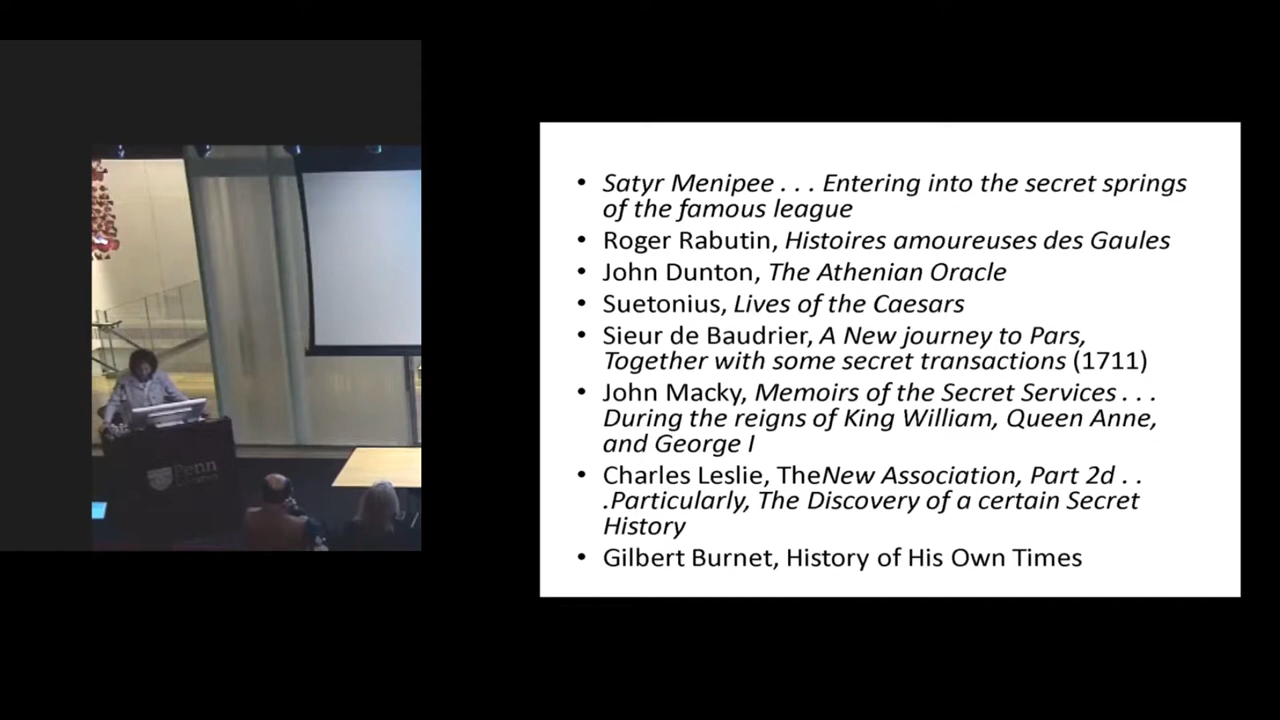 Penn
• Satyr Menipee . . . Entering into the secret springs
of the famous league
• Roger Rabutin, Histoires amoureuses des Gaules
• John Dunton, The Athenian Oracle
• Suetonius, Lives of the Caesars
• Sieur de Baudrier, A New journey to Pars,
Together with some secret transactions (1711)
• John Macky, Memoirs of the Secret Services . . .
During the reigns of King William, Queen Anne,
and George I
• Charles Leslie, TheNew Association, Part 2d . .
.Particularly, The Discovery of a certain Secret
History
• Gilbert Burnet, History of His Own Times